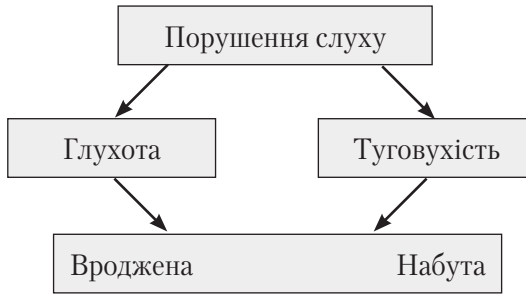 Порушення слуху
Глухота
Туговухість
Вроджена
Набута